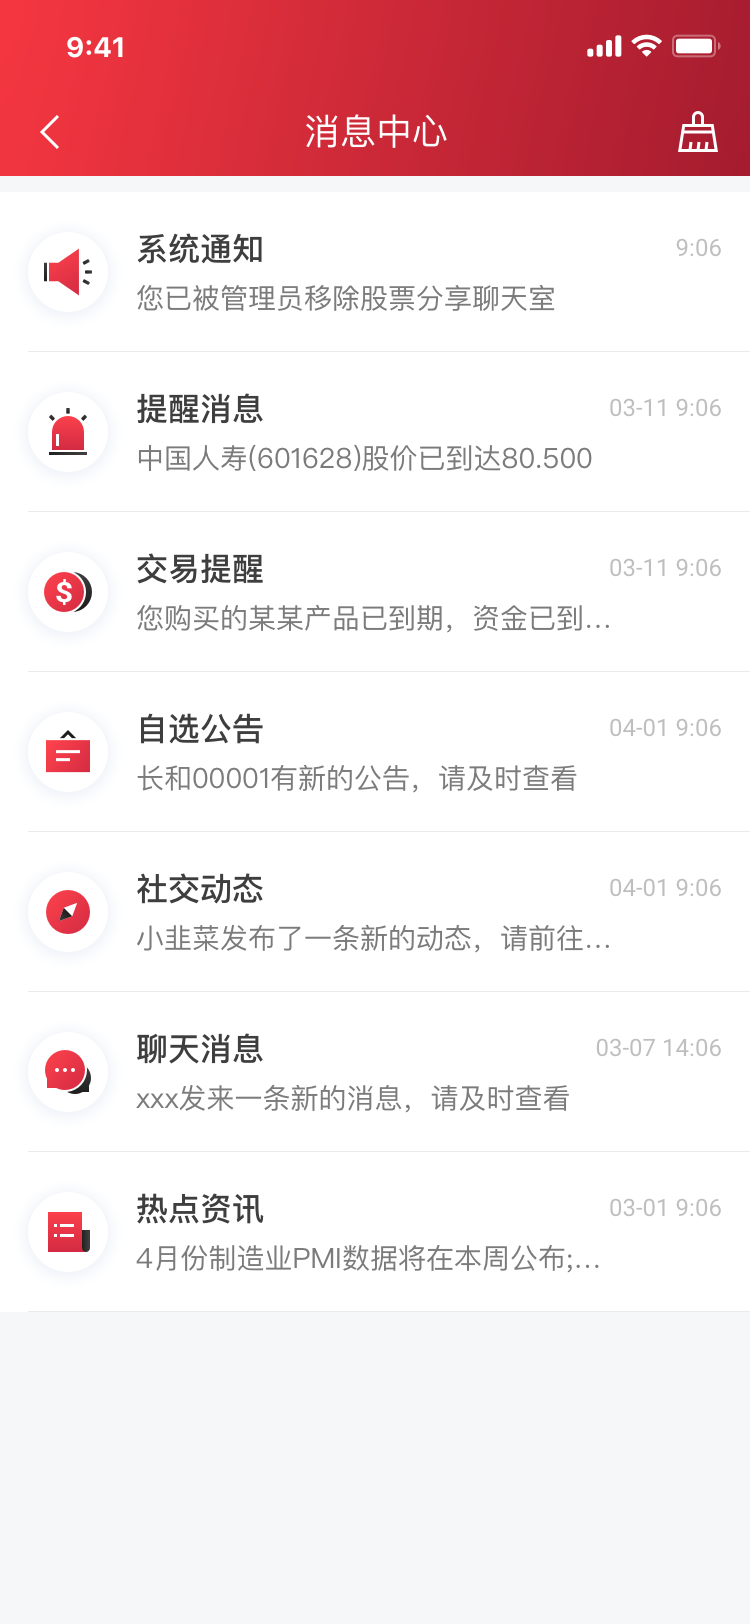 9:41
消息中心
系统通知
9:06
您已被管理员移除股票分享聊天室
提醒消息
03-11 9:06
中国人寿(601628)股价已到达80.500
交易提醒
03-11 9:06
您购买的某某产品已到期，资金已到...
自选公告
04-01 9:06
长和00001有新的公告，请及时查看
社交动态
04-01 9:06
小韭菜发布了一条新的动态，请前往...
聊天消息
03-07 14:06
xxx发来一条新的消息，请及时查看
热点资讯
03-01 9:06
4月份制造业PMI数据将在本周公布;...